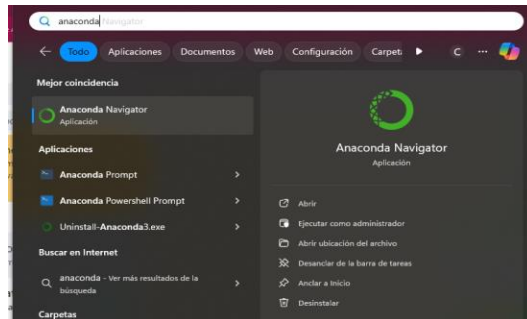 anaconda Navigator
Todo Aplicaciones Documentos Web Configuración Carpet C
Mejor coincidencia
Anaconda Navigator
Aplicación
Aplicaciones
Anaconda Prompt
Anaconda Powershell Prompt
Uninstall-Anaconda3.exe
Buscar en Internet
anaconda - Ver más resultados de la
búsqueda
Carpetas
Anaconda Navigator
Aplicación
Abrir
Ejecutar como administrador
Abrir ubicación del archivo
Desanclar de la barra de tareas
Anclar a Inicio
Desinstalar